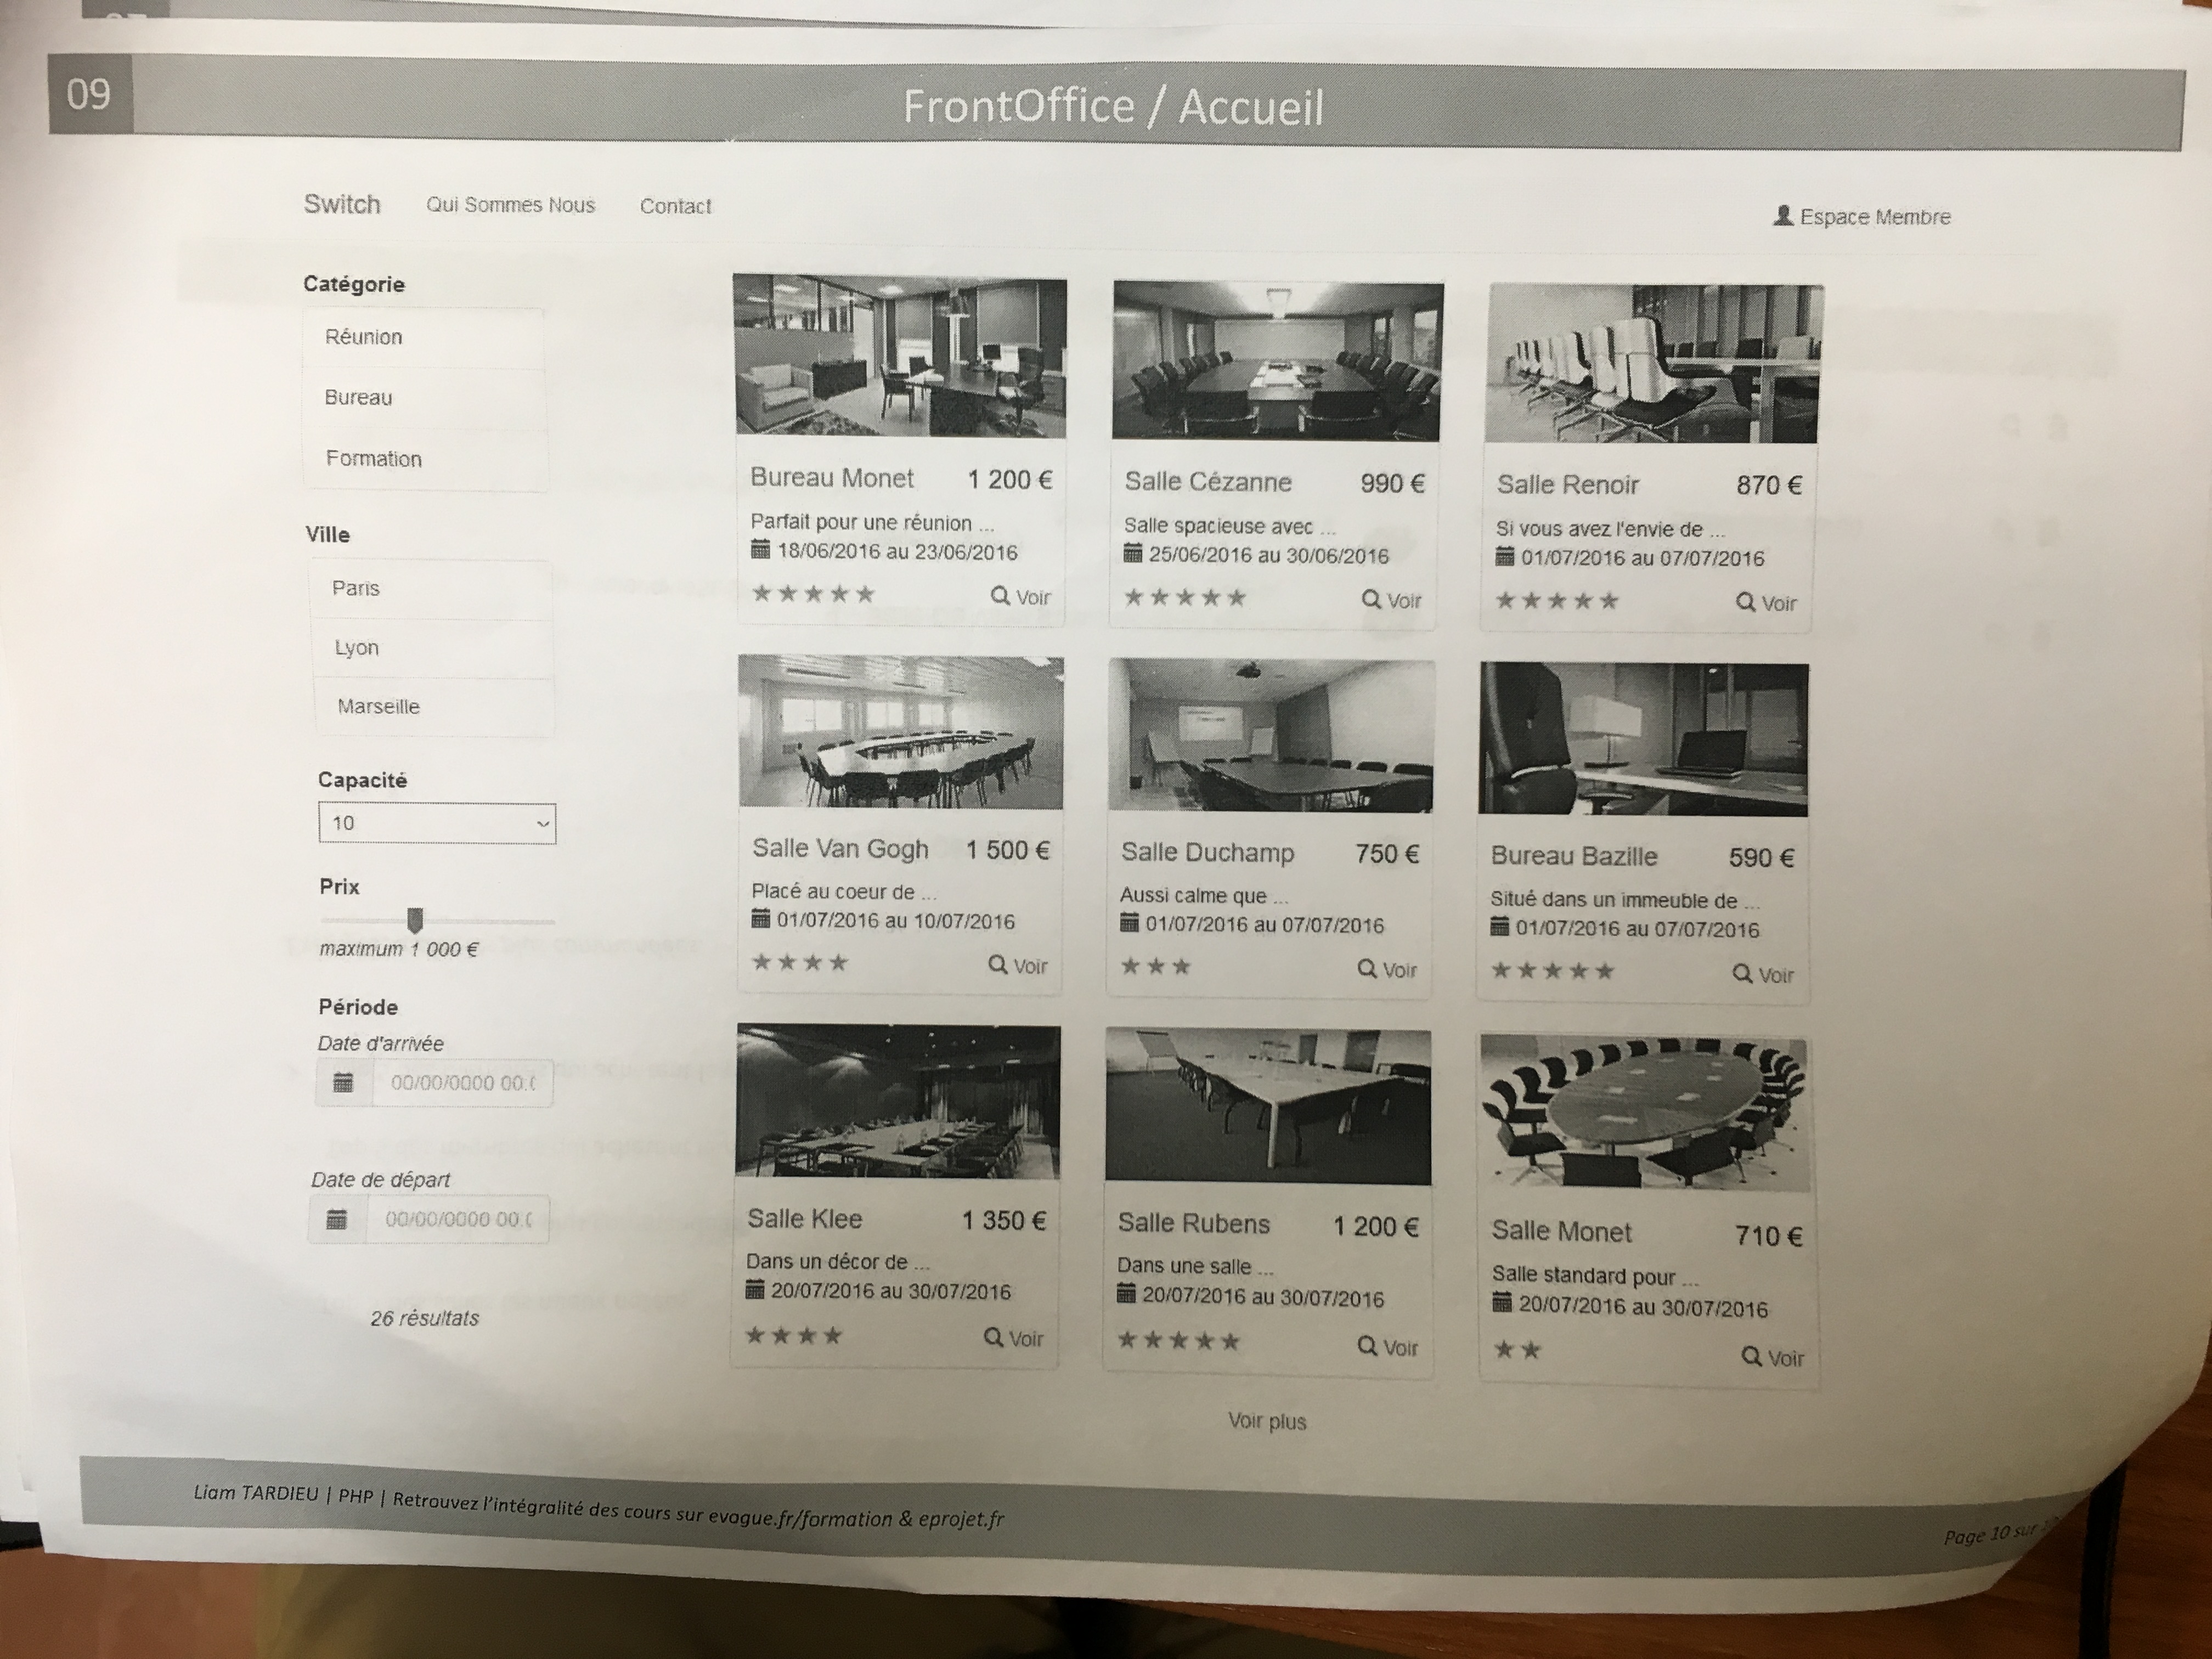 09
FrontOffice / Accueil
Switch Qui Sommes Nous Contact Espace Membre
Catégorie
Réunion
Bureau
Formation
Ville
Paris
Lyon
Marseille
Capacité
10
Prix
maximum 1 000 €
Période
Date d'arrivée
00/00/0000 00:0
Date de départ
00/00/0000 00:0
26 résultats
Bureau Monet 1 200 €
Parfait pour une réunion ...
18/06/2016 au 23/06/2016
★★★★★ Voir
Salle Cézanne 990 €
Salle spacieuse avec ...
25/06/2016 au 30/06/2016
★★★★★ Voir
Salle Renoir 870 €
Si vous avez l'envie de ...
01/07/2016 au 07/07/2016
★★★★★ Voir
Salle Van Gogh 1 500 €
Placé au coeur de ...
01/07/2016 au 10/07/2016
★★★★ Voir
Salle Duchamp 750 €
Aussi calme que ...
01/07/2016 au 07/07/2016
★★★ Voir
Bureau Bazille 590 €
Situé dans un immeuble de ...
01/07/2016 au 07/07/2016
★★★★★ Voir
Salle Klee 1 350 €
Dans un décor de ...
20/07/2016 au 30/07/2016
★★★★ Voir
Salle Rubens 1 200 €
Dans une salle ...
20/07/2016 au 30/07/2016
★★★★★ Voir
Salle Monet 710 €
Salle standard pour ...
20/07/2016 au 30/07/2016
★★ Voir
Voir plus
Liam TARDIEU | PHP | Retrouvez l'intégralité des cours sur evogue.fr/formation & eprojet.fr
Page 10 sur